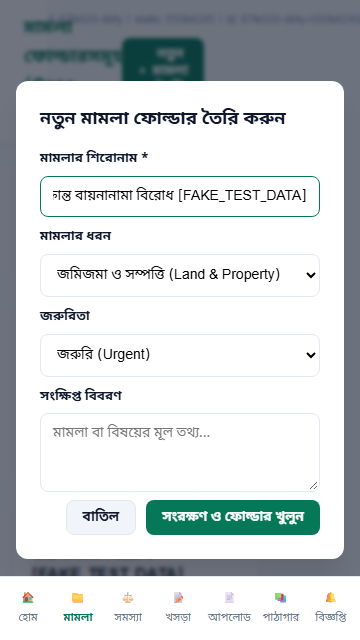 নতুন মামলা ফোল্ডার তৈরি করুন
মামলার শিরোনাম *
বায়নানামা বিরোধ [FAKE_TEST_DATA]
মামলার ধরন
জমিজমা ও সম্পত্তি (Land & Property)
জরুরিতা
জরুরি (Urgent)
সংক্ষিপ্ত বিবরণ
মামলা বা বিষয়ের মূল তথ্য...
বাতিল
সংরক্ষণ ও ফোল্ডার খুলুন
[FAKE_TEST_DATA]
হোম
মামলা
সমস্যা
খসড়া
আপলোড
পাঠাগার
বিজ্ঞপ্তি